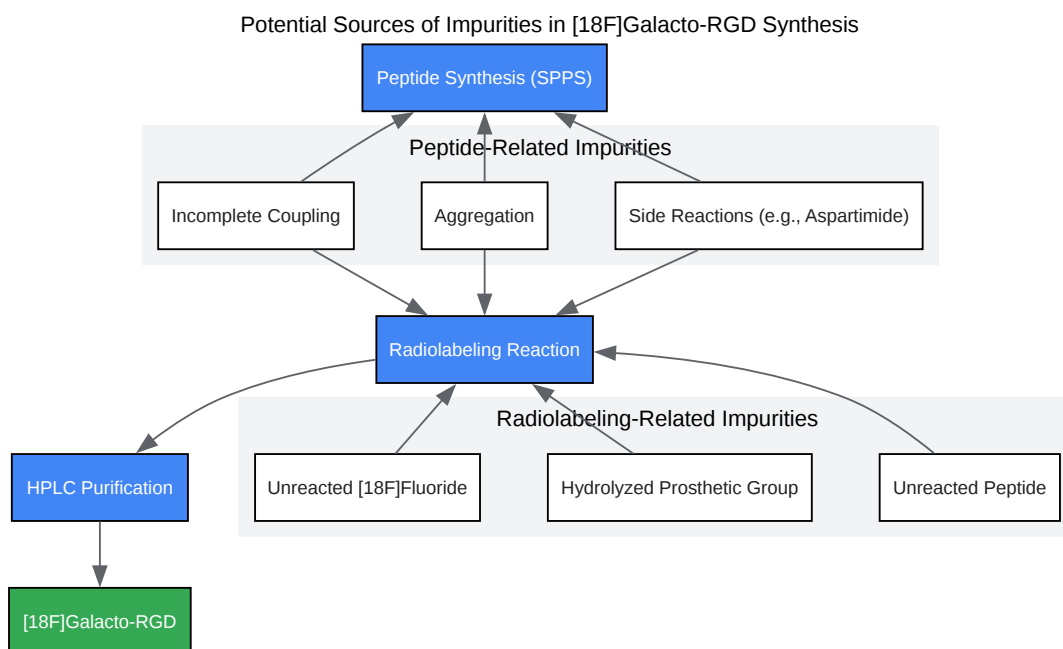 Potential Sources of Impurities in [18F]Galacto-RGD Synthesis
Peptide Synthesis (SPPS)
Peptide-Related Impurities
Incomplete Coupling
Aggregation
Side Reactions (e.g., Aspartimide)
Radiolabeling Reaction
Radiolabeling-Related Impurities
HPLC Purification
Unreacted [18F]Fluoride
Hydrolyzed Prosthetic Group
Unreacted Peptide
[18F]Galacto-RGD